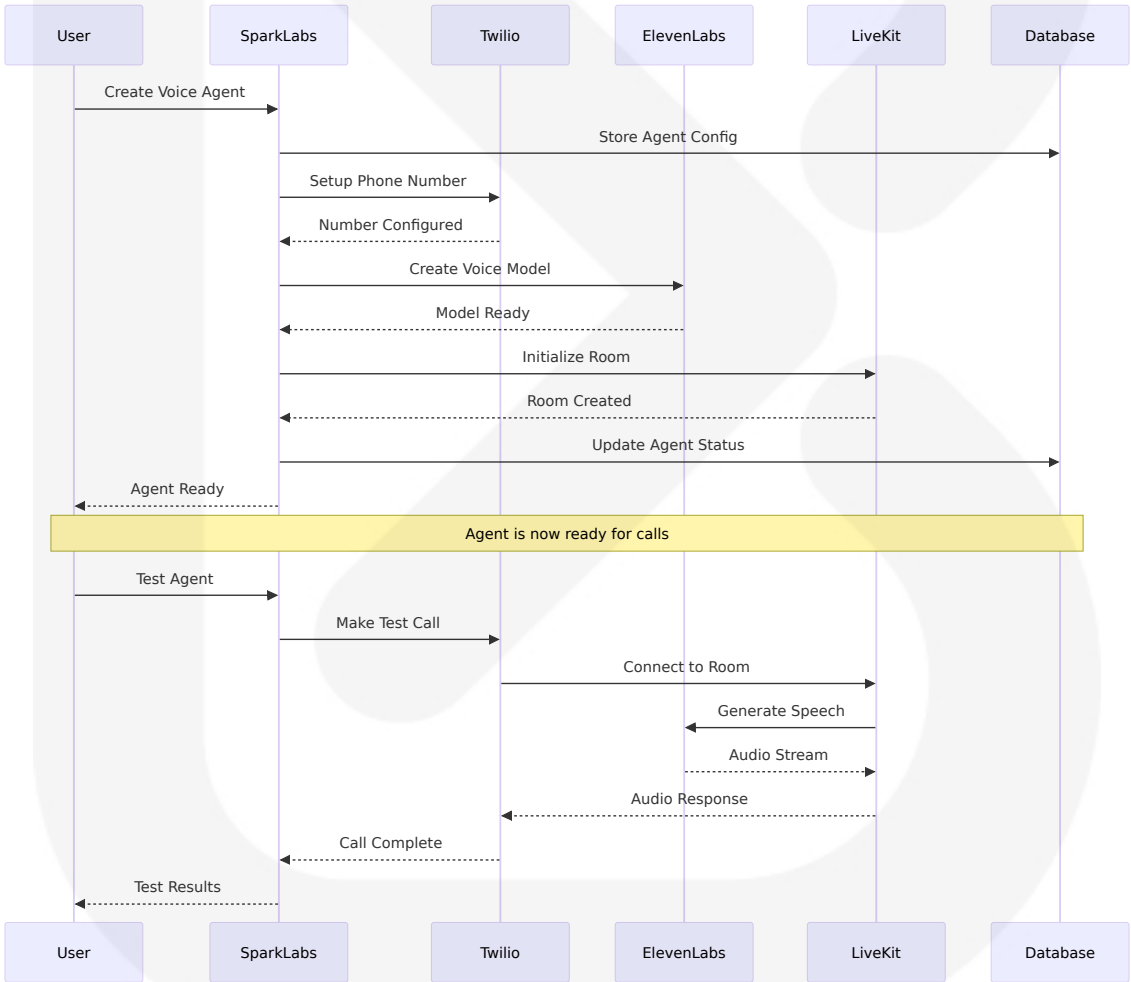 User
SparkLabs
Twilio
ElevenLabs
LiveKit
Database
Create Voice Agent
Store Agent Config
Setup Phone Number
Number Configured
Create Voice Model
Model Ready
Initialize Room
Room Created
Update Agent Status
Agent Ready
Agent is now ready for calls
Test Agent
Make Test Call
Connect to Room
Generate Speech
Audio Stream
Audio Response
Call Complete
Test Results
User
SparkLabs
Twilio
ElevenLabs
LiveKit
Database